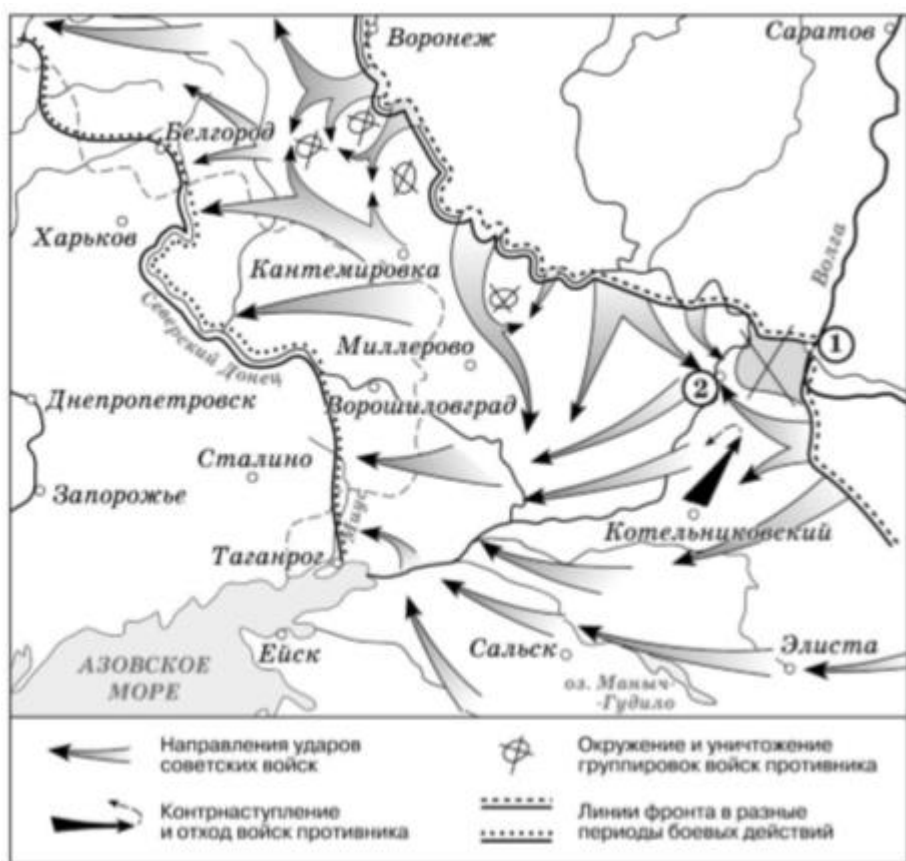 Воронеж
Саратов
Белгород
Волга
Харьков
Кантемировка
Северский Донец
Миллерово
1
2
Днепропетровск
Ворошиловград
Сталино
Запорожье
Миус
Котельниковский
Таганрог
Ейск
Сальск
Элиста
АЗОВСКОЕ
МОРЕ
оз. Маныч-
-Гудило
Направления ударов
советских войск
Окружение и уничтожение
группировок войск противника
Контрнаступление
и отход войск противника
Линии фронта в разные
периоды боевых действий